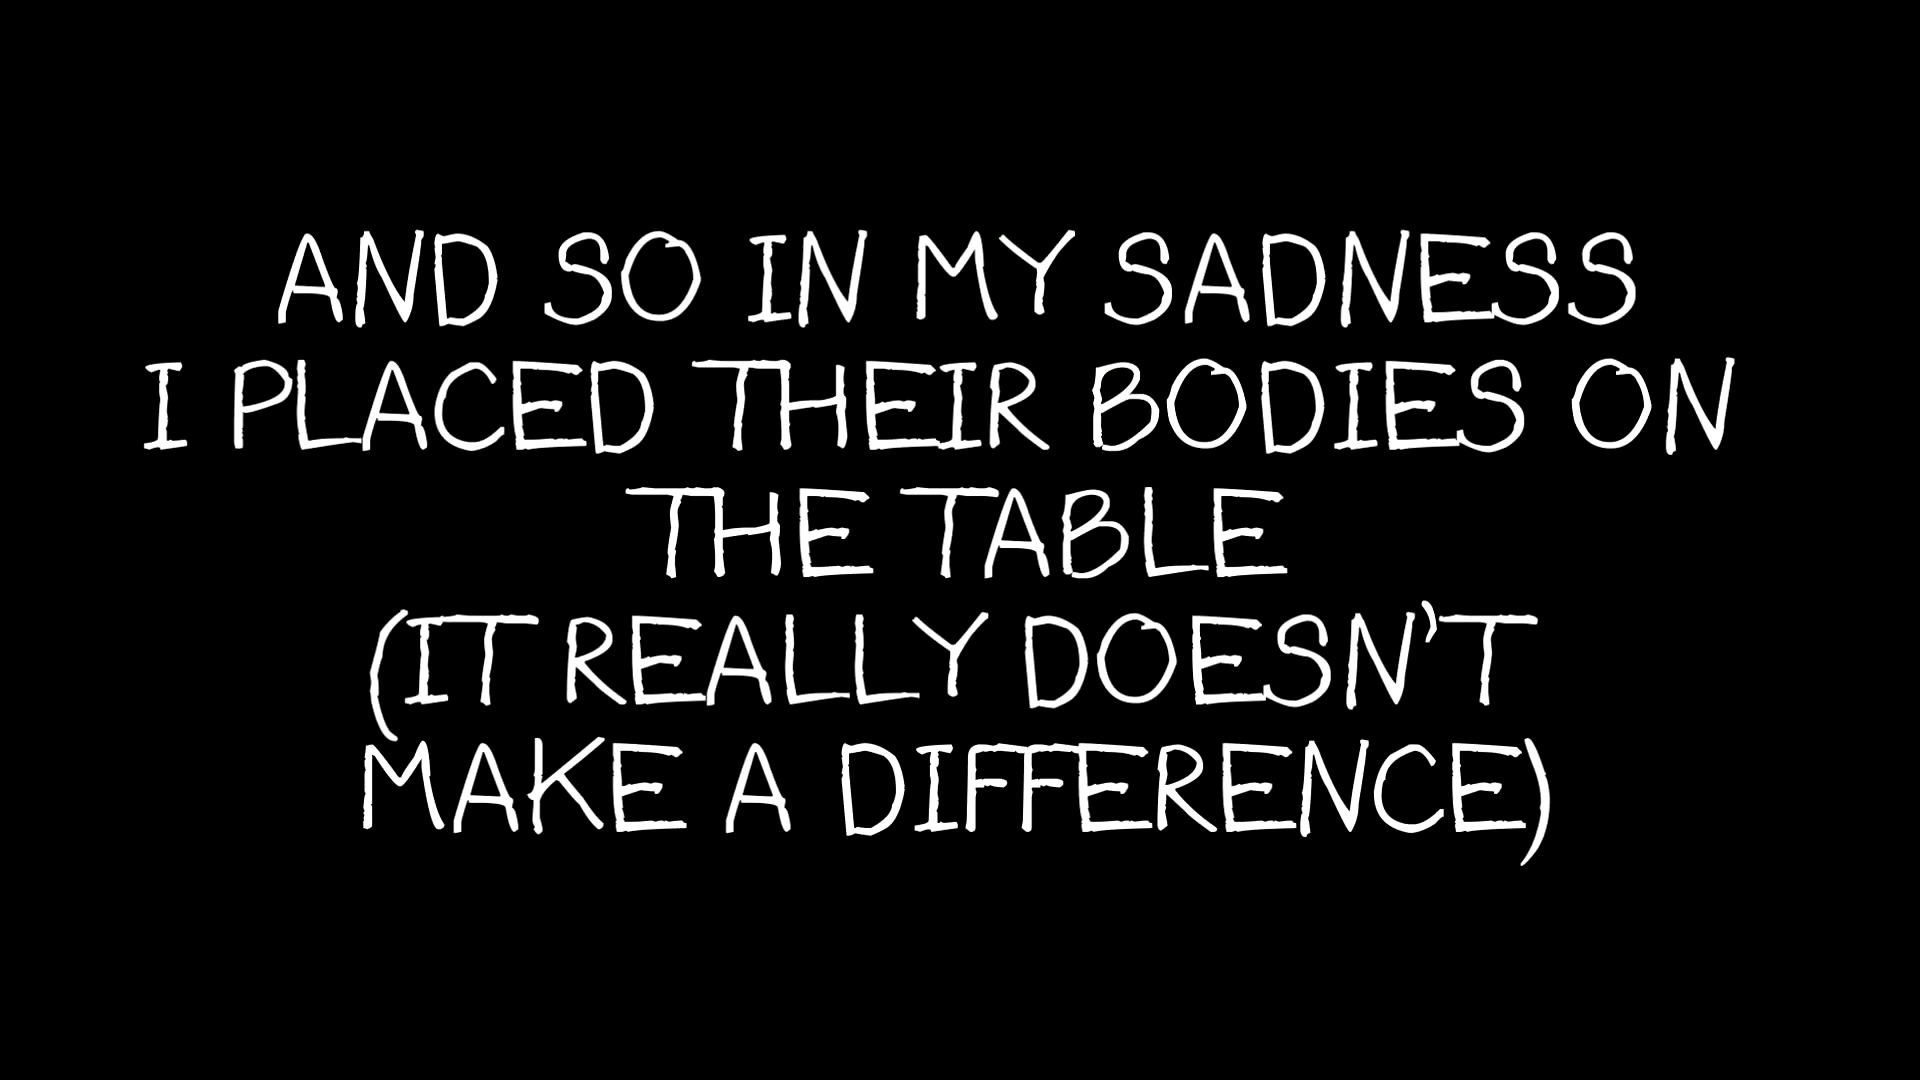 AND SO IN MY SADNESS
I PLACED THEIR BODIES ON
THE TABLE
(IT REALLY DOESN'T
MAKE A DIFFERENCE)